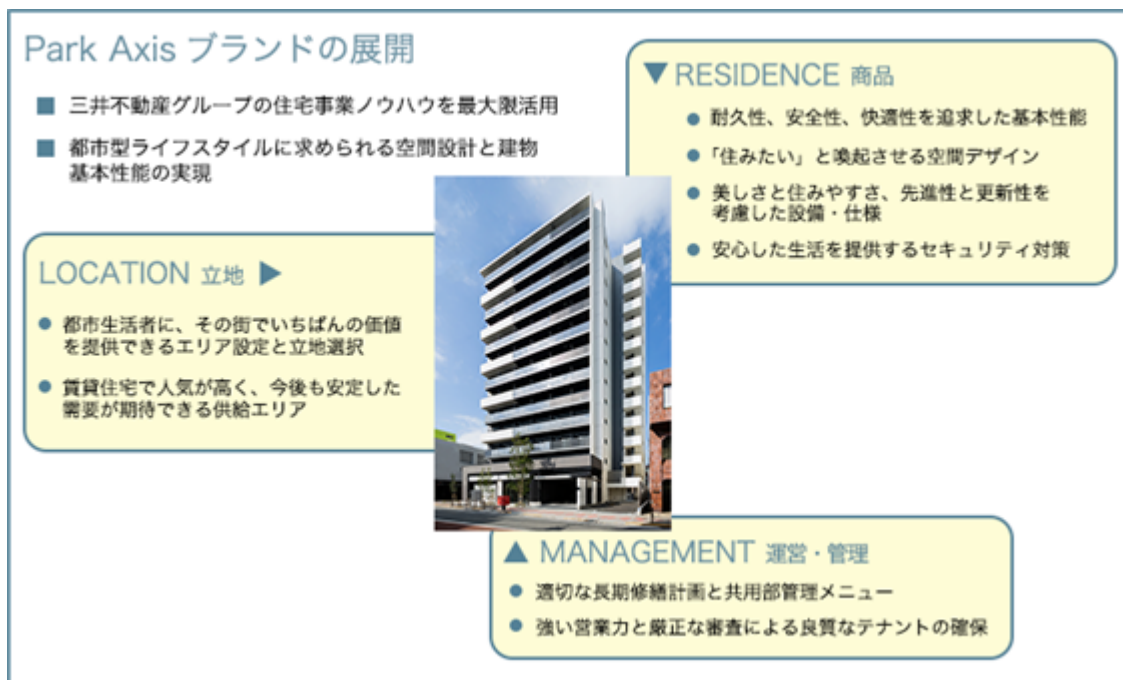 Park Axis ブランドの展開
■ 三井不動産グループの住宅事業ノウハウを最大限活用
■ 都市型ライフスタイルに求められる空間設計と建物
基本性能の実現
LOCATION 立地 ▶
● 都市生活者に、その街でいちばんの価値
を提供できるエリア設定と立地選択
● 賃貸住宅で人気が高く、今後も安定した
需要が期待できる供給エリア
▼ RESIDENCE 商品
● 耐久性、安全性、快適性を追求した基本性能
● 「住みたい」と喚起させる空間デザイン
● 美しさと住みやすさ、先進性と更新性を
考慮した設備・仕様
● 安心した生活を提供するセキュリティ対策
▲ MANAGEMENT 運営・管理
● 適切な長期修繕計画と共用部管理メニュー
● 強い営業力と厳正な審査による良質なテナントの確保